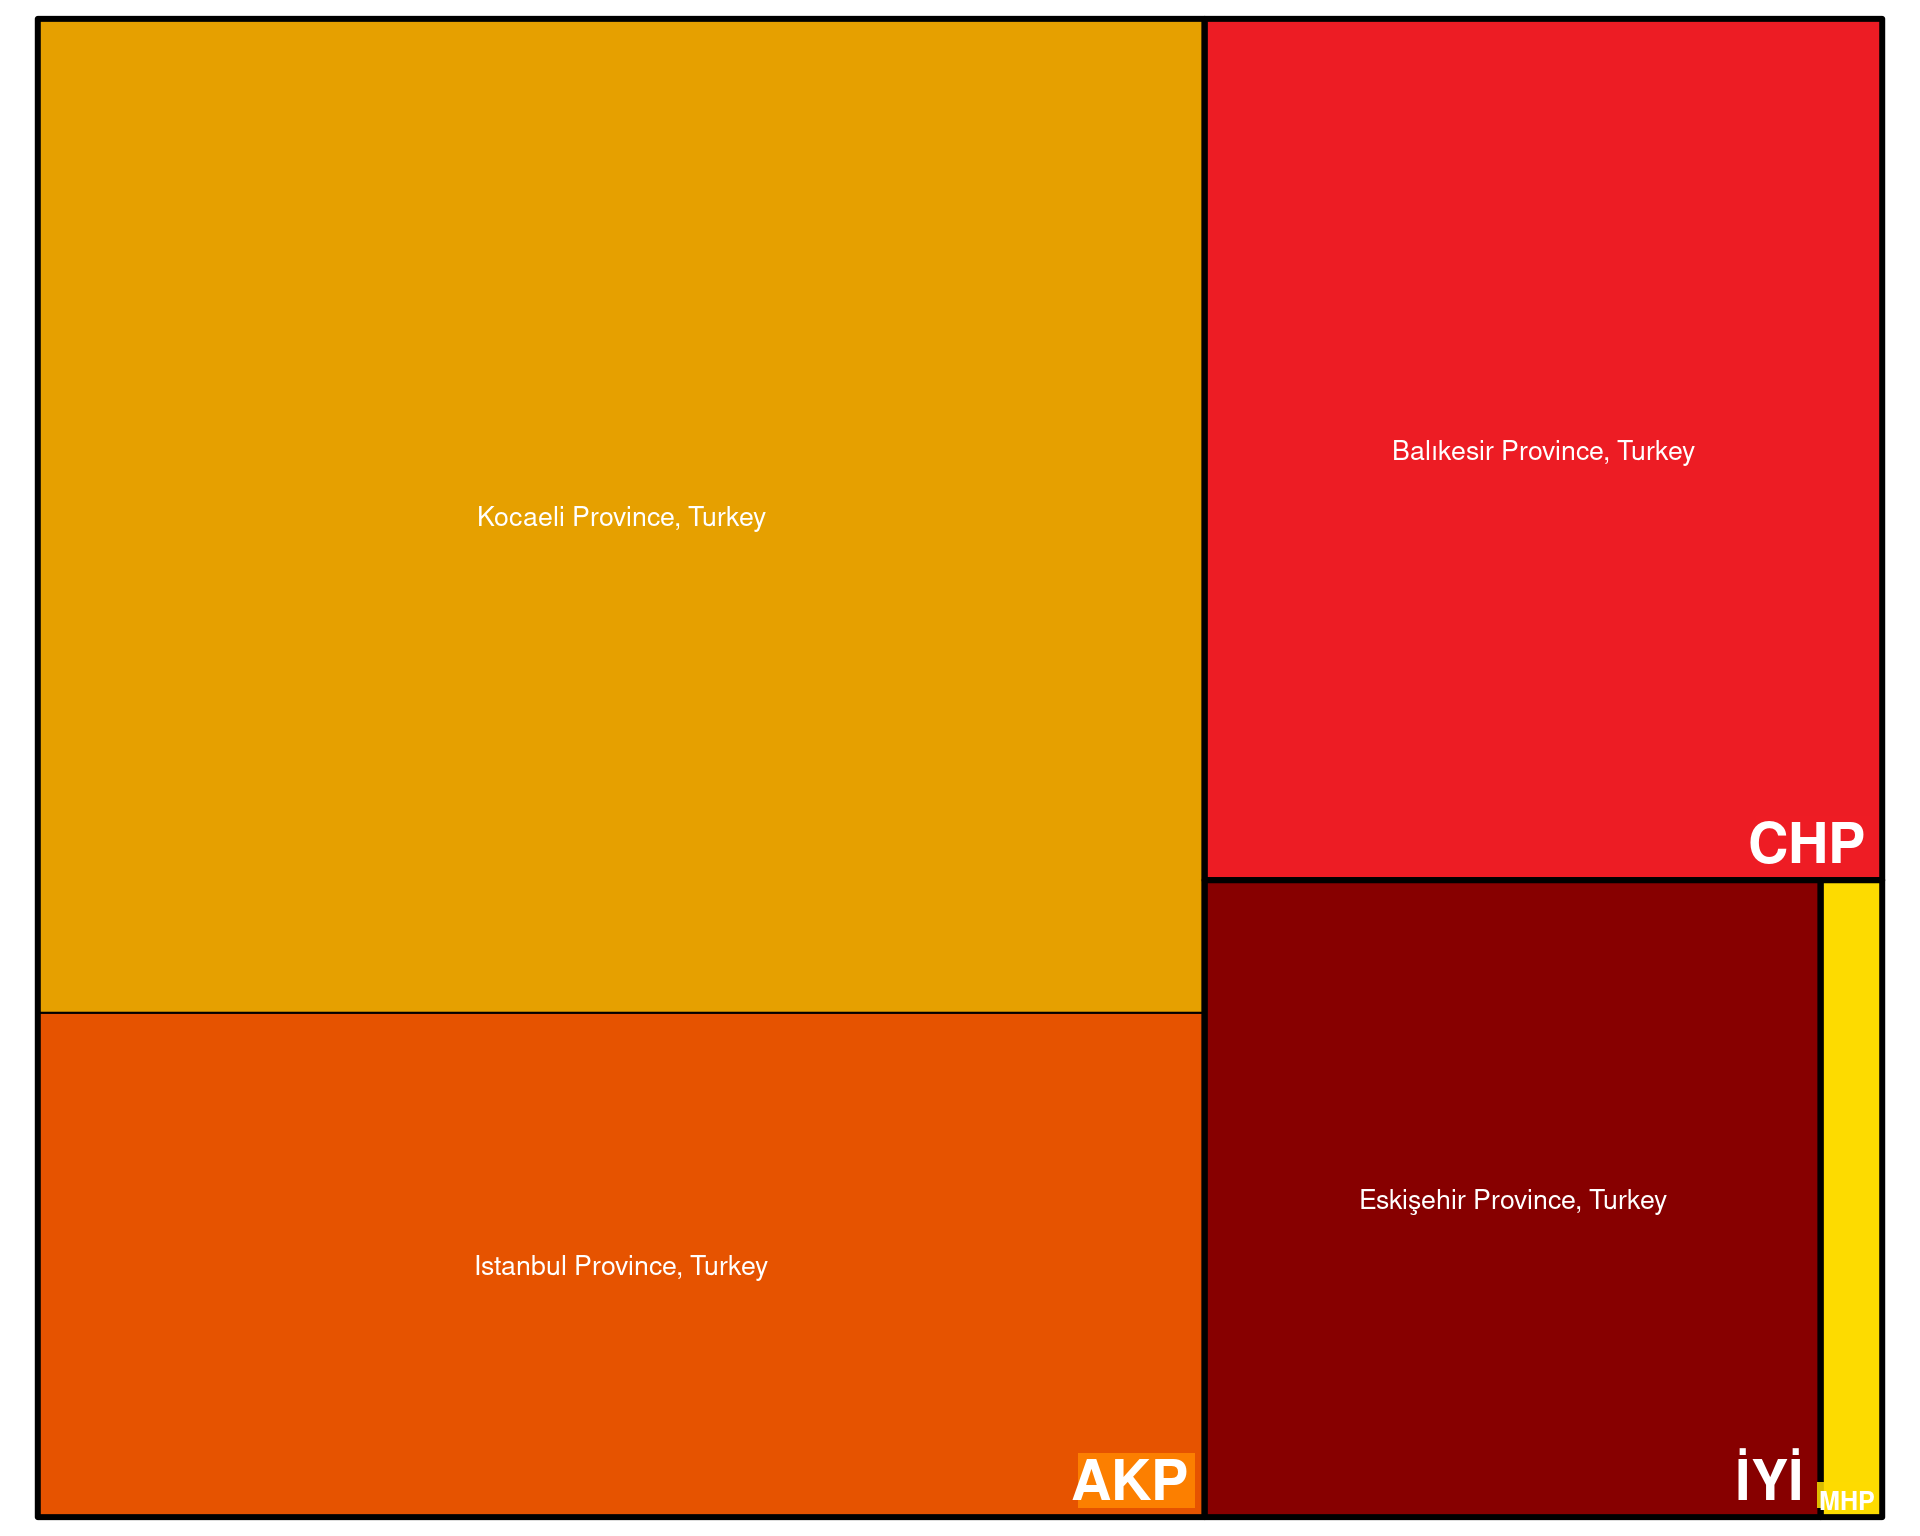 Kocaeli Province, Turkey
Istanbul Province, Turkey
AKP
Balıkesir Province, Turkey
CHP
Eskişehir Province, Turkey
İYİ
MHP